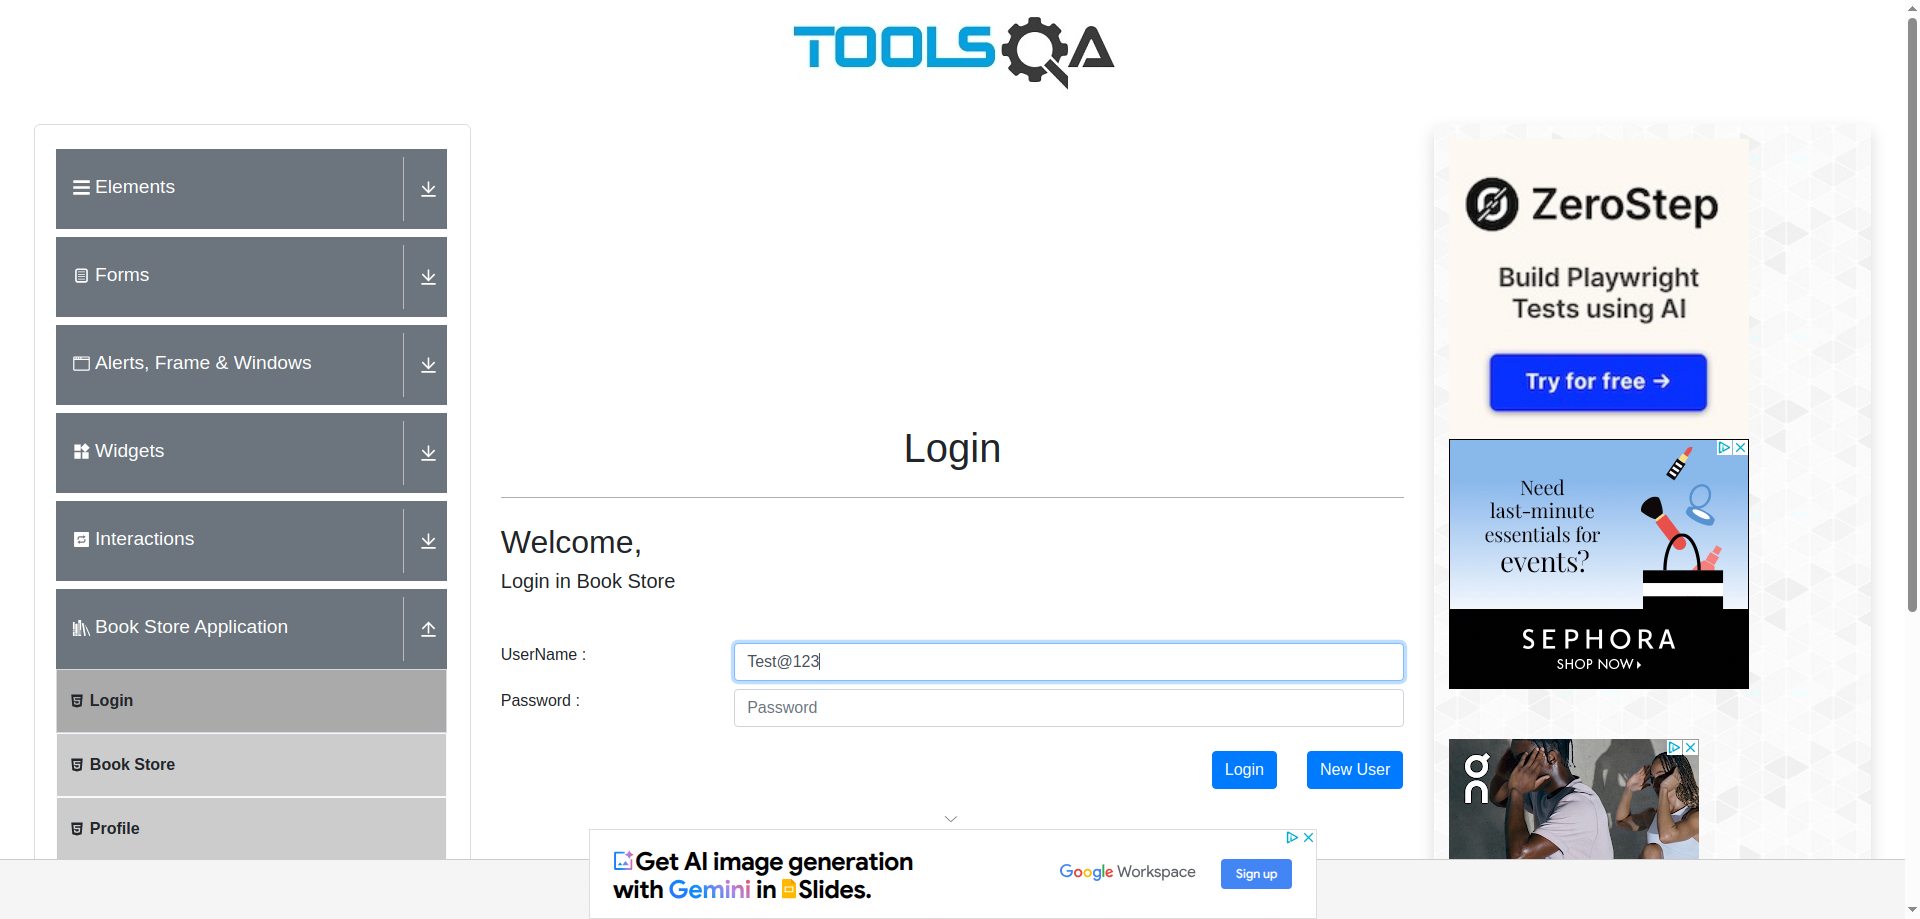 TOOLSQA
Elements
Forms
Alerts, Frame & Windows
Widgets
Interactions
Book Store Application
Login
Book Store
Profile
Login
Welcome,
Login in Book Store
UserName :
Test@123
Password :
Password
Login
New User
ZeroStep
Build Playwright
Tests using AI
Try for free →
Need
last-minute
essentials for
events?
SEPHORA
SHOP NOW
on
Get AI image generation
with Gemini in Slides.
Google Workspace
Sign up